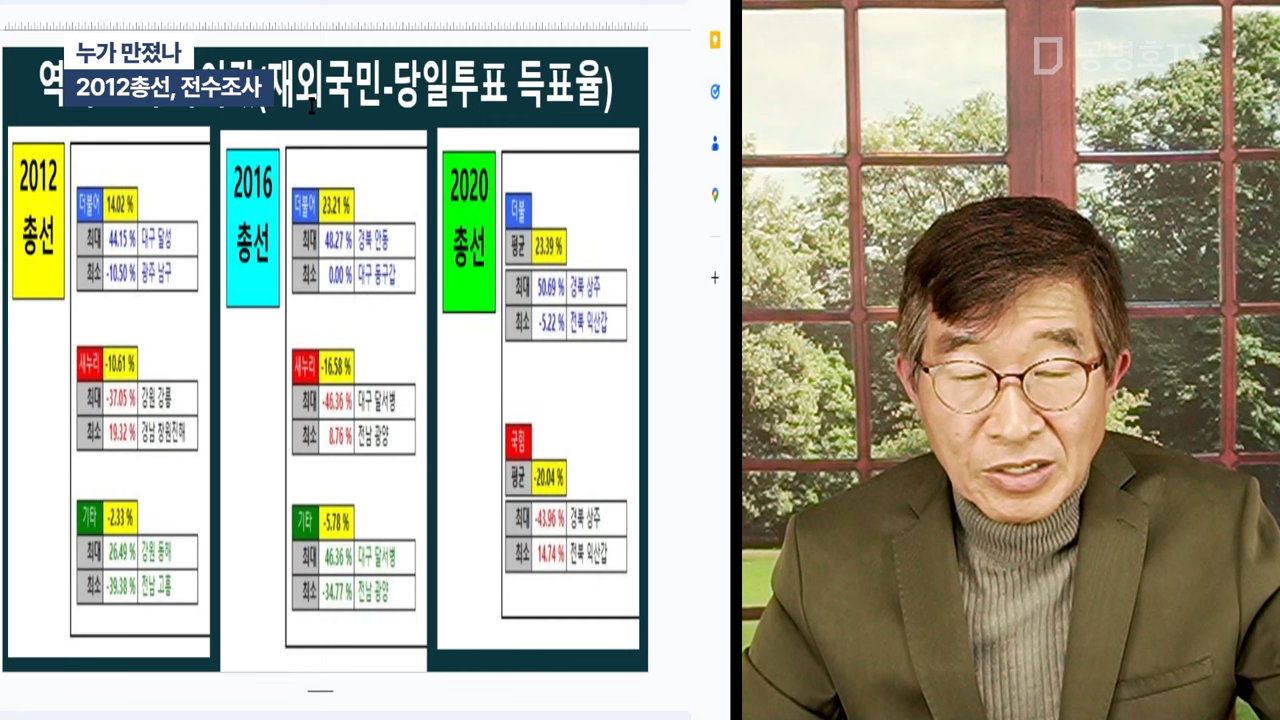 누가 만졌나
2012총선, 전수조사
역
(재외국민-당일투표 득표율)
공병호TV
2012
총선
더불어 14.02 %
최대 44.15 % 대구 달성
최소 -10.50 % 광주 남구
새누리 -10.61 %
최대 -37.05 % 강원 강릉
최소 19.32 % 경남 창원진해
기타 -2.33 %
최대 26.49 % 강원 동해
최소 -39.38 % 전남 고흥
2016
총선
더불어 23.21 %
최대 48.27 % 경북 안동
최소 0.00 % 대구 동구갑
새누리 -16.58 %
최대 -46.36 % 대구 달서병
최소 8.76 % 전남 광양
기타 -5.78 %
최대 46.36 % 대구 달서병
최소 -34.77 % 전남 광양
2020
총선
더불
평균 23.39 %
최대 50.69 % 경북 상주
최소 -5.22 % 전북 익산갑
국힘
평균 -20.04 %
최대 -43.96 % 경북 상주
최소 14.74 % 전북 익산갑